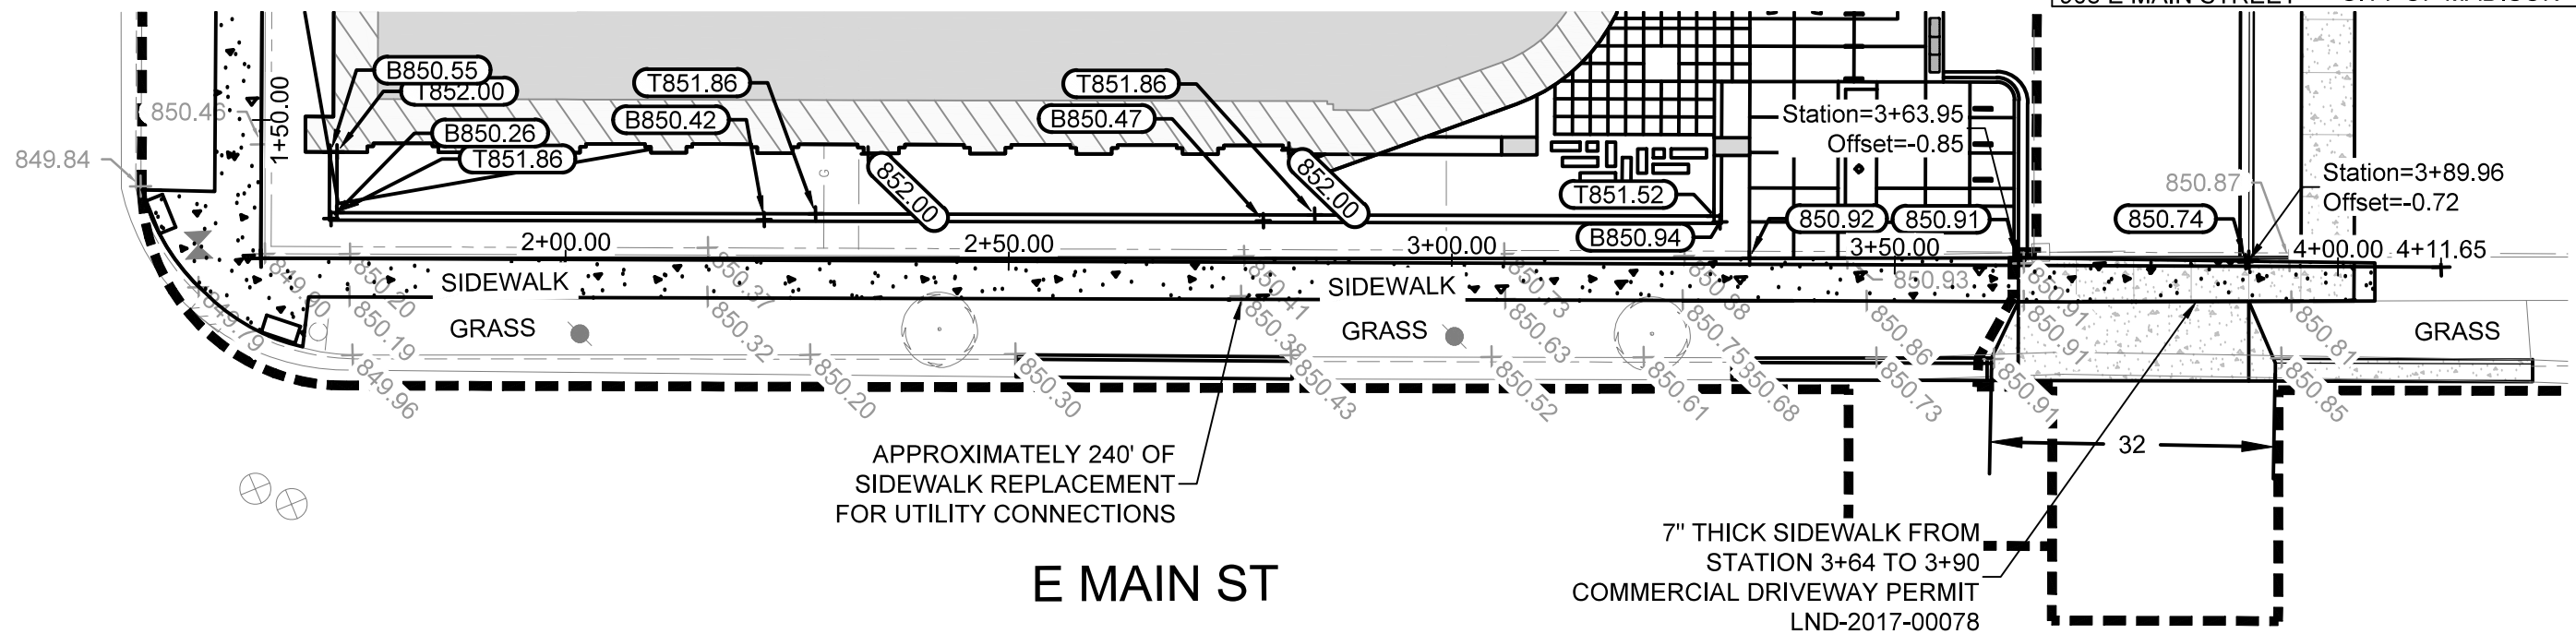 B850.55
T852.00
T851.86
T851.86
850.46
1+50.00
B850.26
B850.42
B850.47
Station=3+63.95
Offset=-0.85
849.84
T851.86
G
852.00
852.00
T851.52
850.87
Station=3+89.96
Offset=-0.72
850.92
850.91
850.74
B850.94
2+00.00
2+50.00
3+00.00
3+50.00
4+00.00
4+11.65
849.90
850.20
850.37
850.41
850.73
850.88
850.93
850.91
SIDEWALK
SIDEWALK
849.79
850.19
850.32
850.38
850.63
850.75
850.86
850.91
850.81
GRASS
GRASS
GRASS
849.96
850.20
850.30
850.43
850.52
850.61
850.68
850.73
850.91
850.85
32
APPROXIMATELY 240' OF
SIDEWALK REPLACEMENT
FOR UTILITY CONNECTIONS
7" THICK SIDEWALK FROM
STATION 3+64 TO 3+90
COMMERCIAL DRIVEWAY PERMIT
LND-2017-00078
E MAIN ST